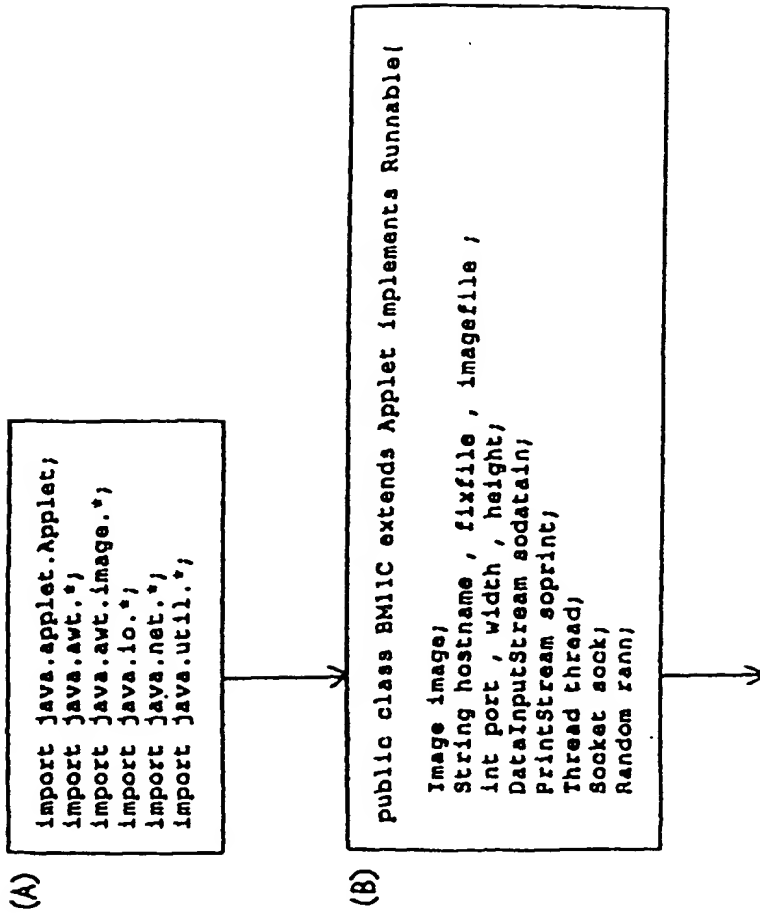 (A)
import java.applet.Applet;
import java.awt.*;
import java.awt.image.*;
import java.io.*;
import java.net.*;
import java.util.*;
(B)
public class BM11C extends Applet implements Runnable{
Image image;
String hostname , fixfile , imagefile ;
int port , width , height;
DataInputStream sodatain;
PrintStream soprint;
Thread thread;
Socket sock;
Random rann;